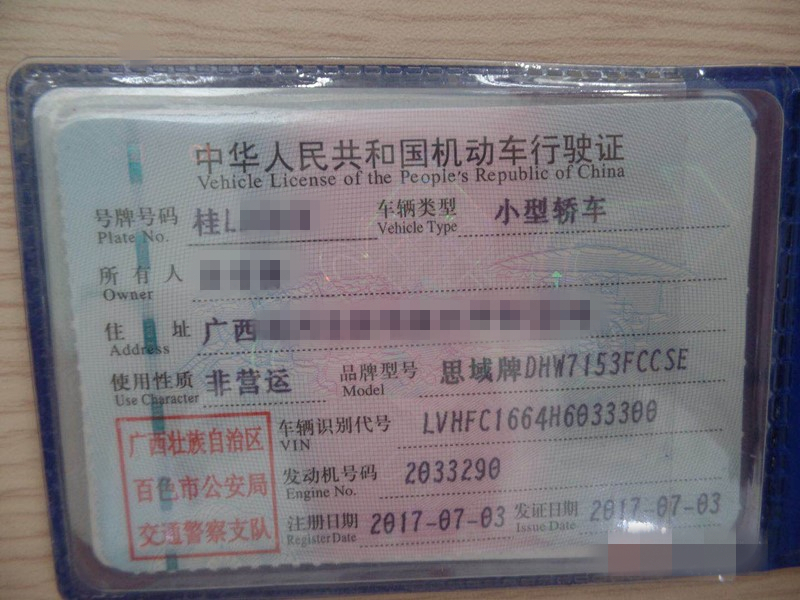 中华人民共和国机动车行驶证
Vehicle License of the People's Republic of China
号牌号码 桂L 车辆类型 小型轿车
Plate No. Vehicle Type
所有人
Owner
住址 广西
Address
使用性质 非营运 品牌型号 思域牌DHW7153FCCSE
Use Character Model
车辆识别代号 LVHFC1664H6033300
VIN
发动机号码 2033290
Engine No.
注册日期 2017-07-03 发证日期 2017-07-03
Register Date Issue Date
广西壮族自治区
百色市公安局
交通警察支队